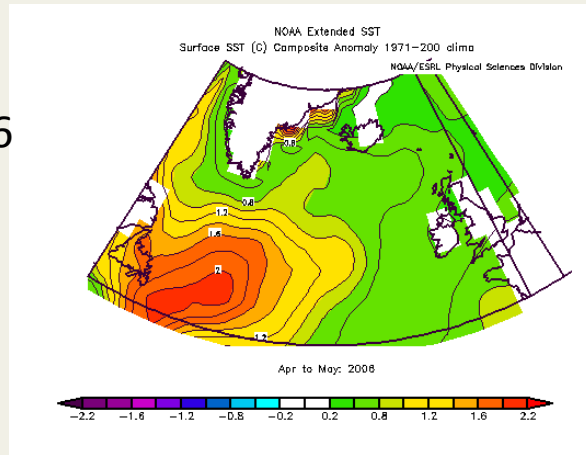 NOAA Extended SST
Surface SST (C) Composite Anomaly 1971-200 clima
NOAA/ESRL Physical Sciences Division
6
0.8
0.8
1.2
1.6
2
1.2
Apr to May: 2006
-2.2 -1.6 -1.2 -0.8 -0.2 0.2 0.8 1.2 1.6 2.2